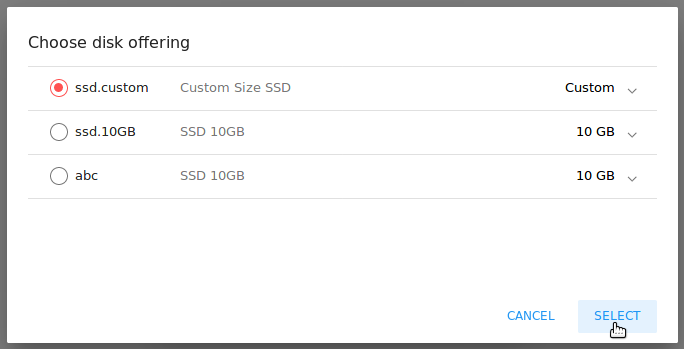 Choose disk offering
ssd.custom Custom Size SSD Custom
ssd.10GB SSD 10GB 10 GB
abc SSD 10GB 10 GB
CANCEL SELECT